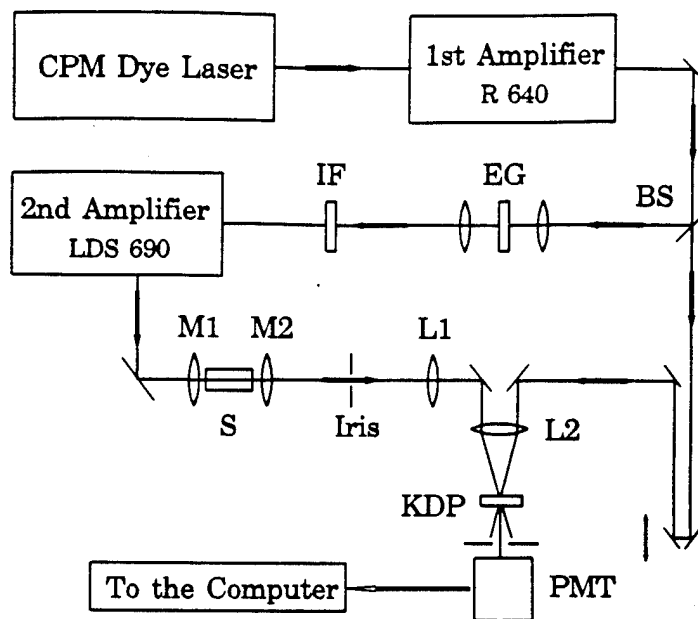 CPM Dye Laser
1st Amplifier
R 640
IF
EG
BS
2nd Amplifier
LDS 690
M1
M2
L1
S
Iris
L2
KDP
To the Computer
PMT